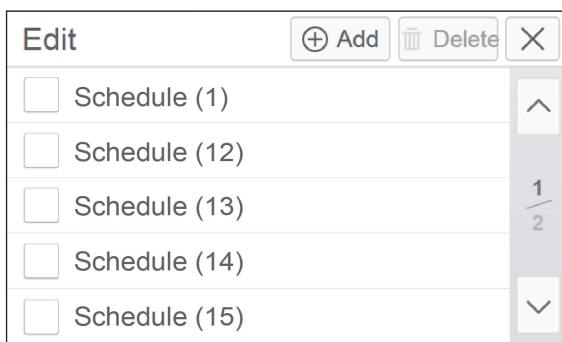 Edit
Add
Delete
Schedule (1)
Schedule (12)
Schedule (13)
Schedule (14)
Schedule (15)
1
2